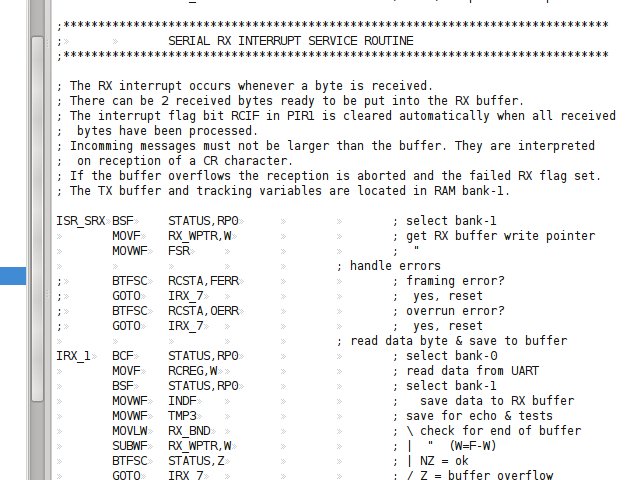 ;*****************************************************************************
; SERIAL RX INTERRUPT SERVICE ROUTINE
;*****************************************************************************
; The RX interrupt occurs whenever a byte is received.
; There can be 2 received bytes ready to be put into the RX buffer.
; The interrupt flag bit RCIF in PIR1 is cleared automatically when all received
;  bytes have been processed.
; Incomming messages must not be larger than the buffer. They are interpreted
;  on reception of a CR character.
; If the buffer overflows the reception is aborted and the failed RX flag set.
; The TX buffer and tracking variables are located in RAM bank-1.
ISR_SRX BSF STATUS,RP0 ; select bank-1
MOVF RX_WPTR,W ; get RX buffer write pointer
MOVWF FSR ;  "
; handle errors
; BTFSC RCSTA,FERR ; framing error?
; GOTO IRX_7 ;  yes, reset
; BTFSC RCSTA,OERR ; overrun error?
; GOTO IRX_7 ;  yes, reset
; read data byte & save to buffer
IRX_1 BCF STATUS,RP0 ; select bank-0
MOVF RCREG,W ; read data from UART
BSF STATUS,RP0 ; select bank-1
MOVWF INDF ;   save data to RX buffer
MOVWF TMP3 ; save for echo & tests
MOVLW RX_BND ; \ check for end of buffer
SUBWF RX_WPTR,W ; |  "  (W=F-W)
BTFSC STATUS,Z ; | NZ = ok
GOTO IRX_7 ; / Z = buffer overflow